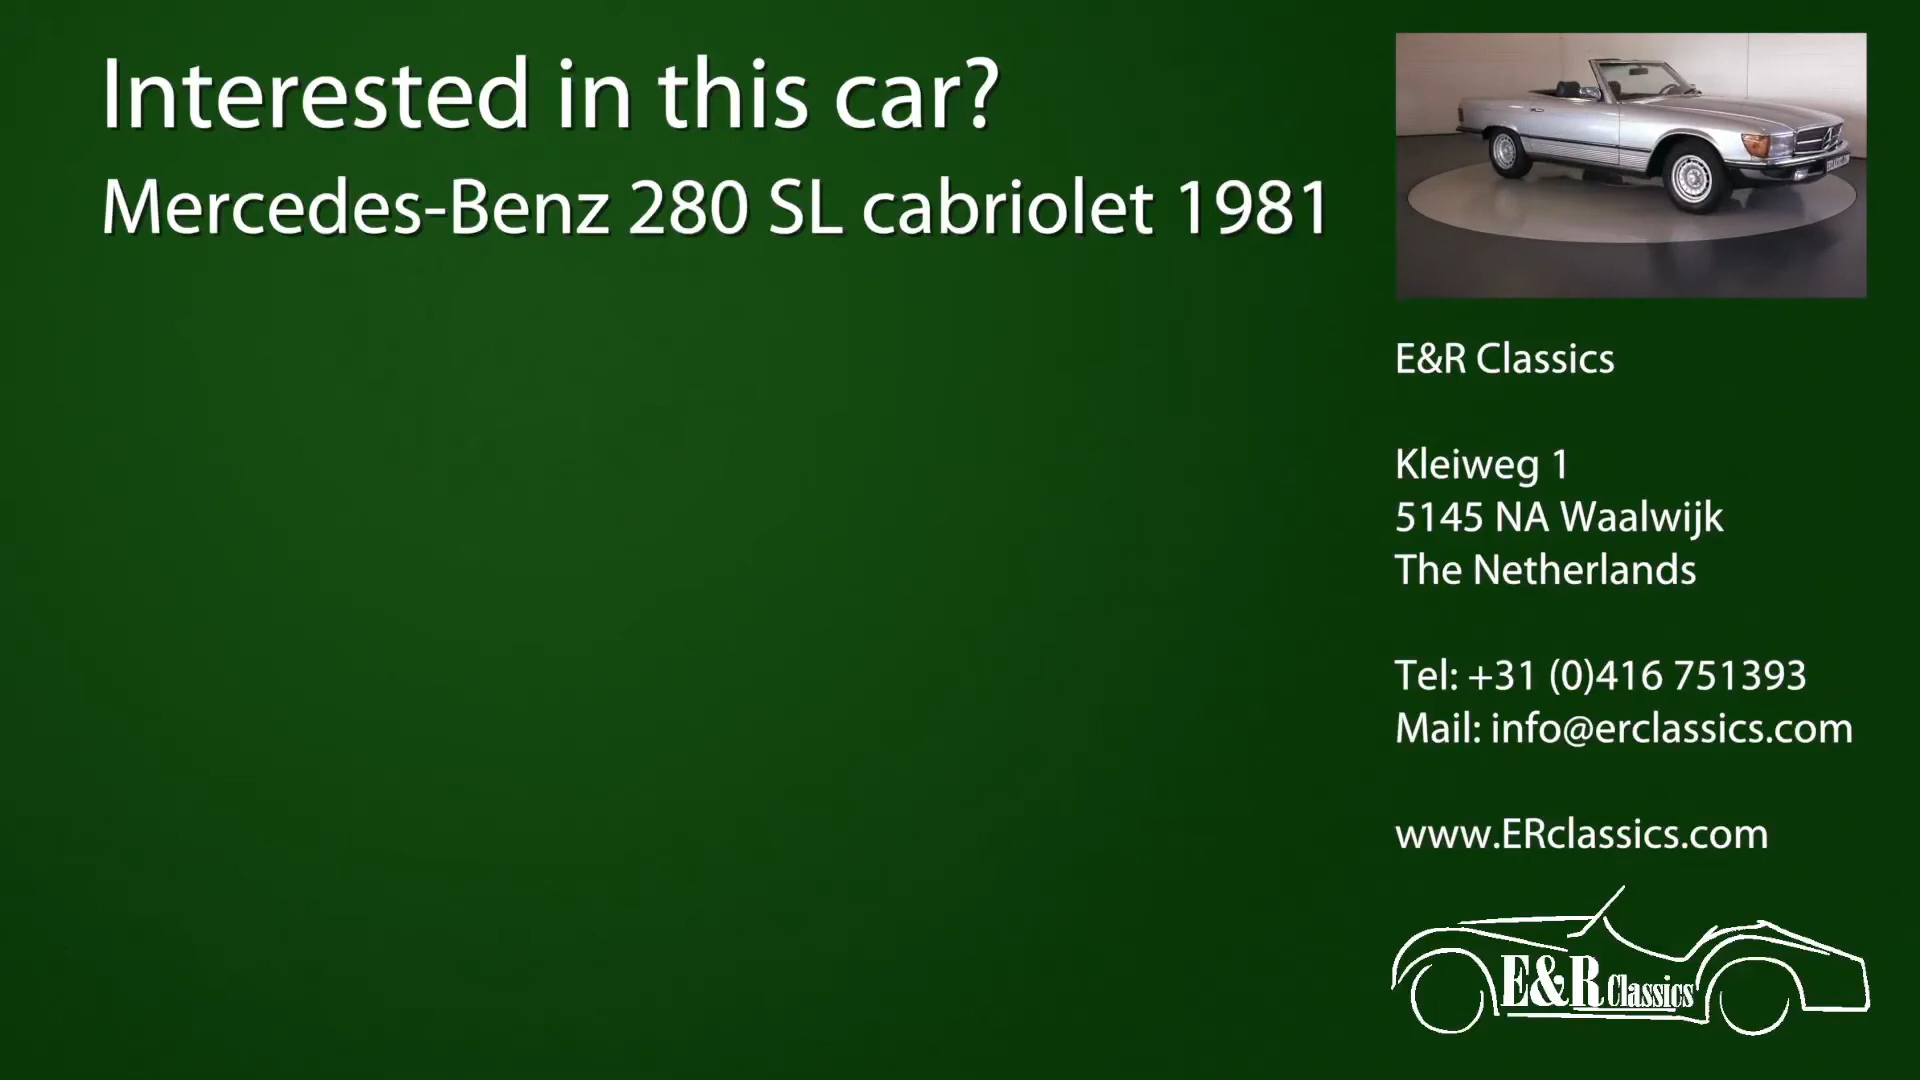 Interested in this car?
Mercedes-Benz 280 SL cabriolet 1981
E&R Classics
Kleiweg 1
5145 NA Waalwijk
The Netherlands
Tel: +31 (0)416 751393
Mail: info@erclassics.com
www.ERclassics.com
E&R Classics